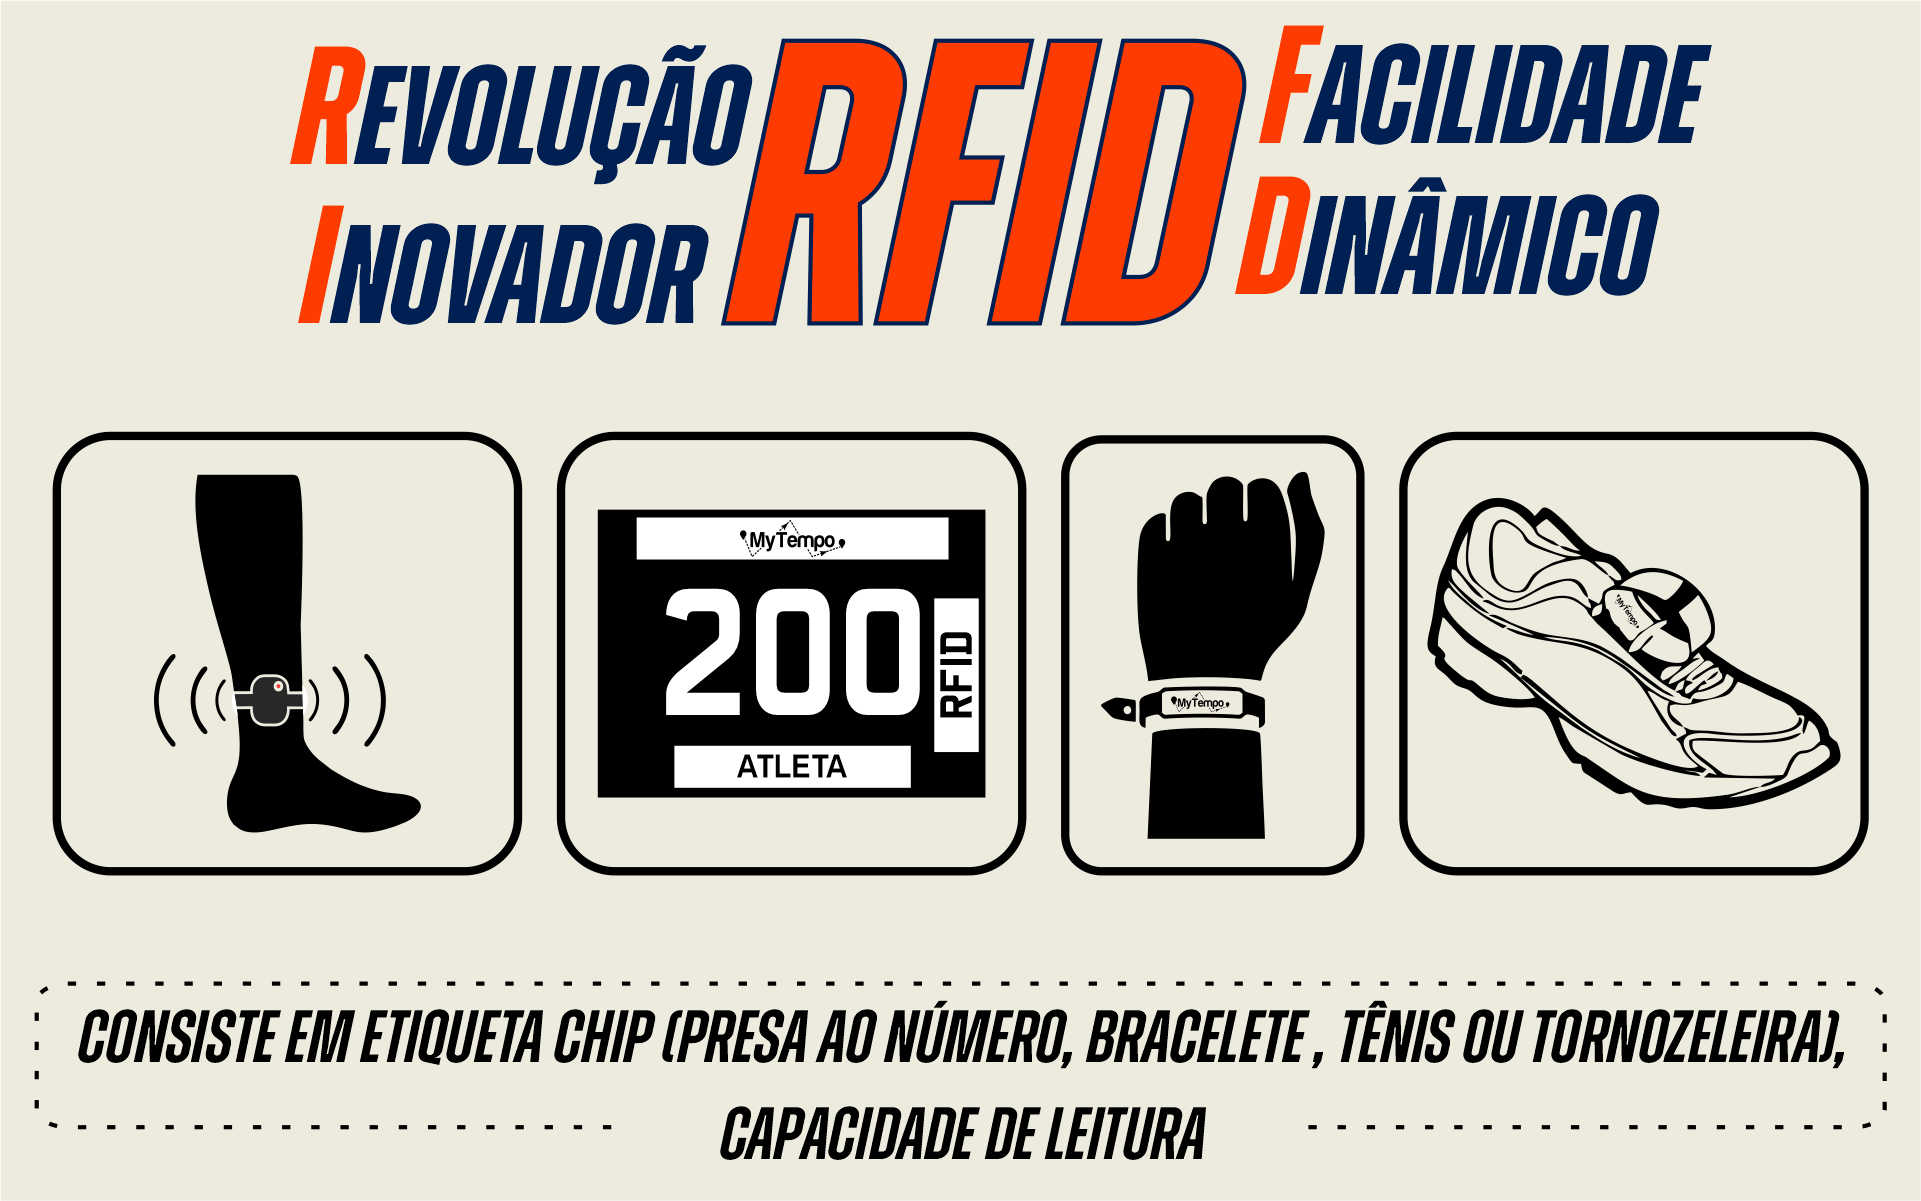 REVOLUÇÃO
INOVADOR
RFID
FACILIDADE
DINÂMICO
MyTempo
200
RFID
ATLETA
MyTempo
MyTempo
CONSISTE EM ETIQUETA CHIP (PRESA AO NÚMERO, BRACELETE , TÊNIS OU TORNOZELEIRA),
CAPACIDADE DE LEITURA